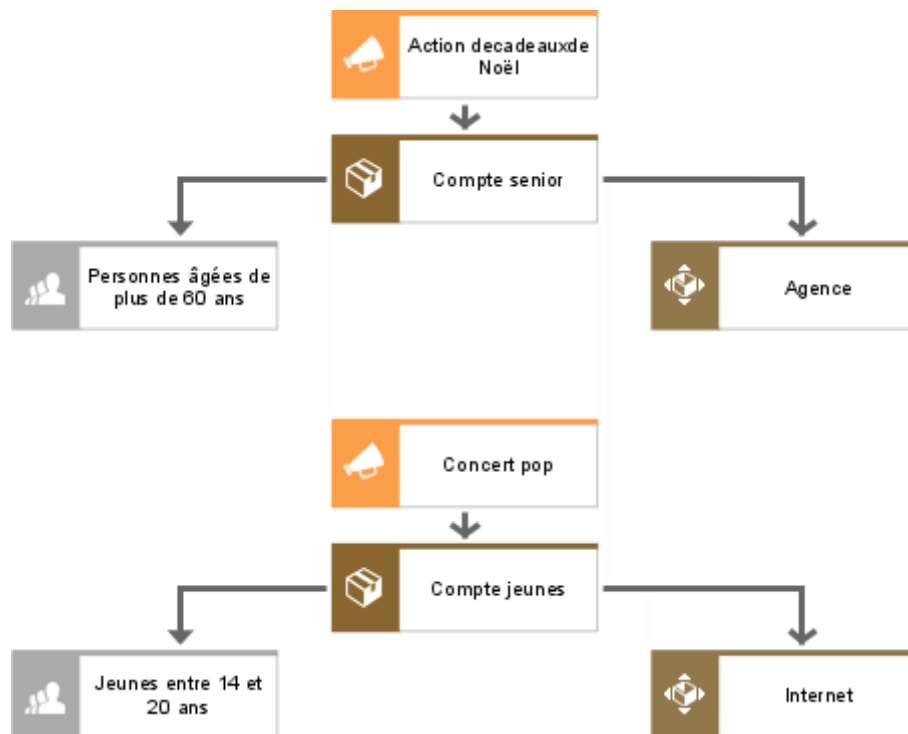 Action decadeauxde
Noël
Compte senior
Personnes âgées de
plus de 60 ans
Agence
Concert pop
Compte jeunes
Jeunes entre 14 et
20 ans
Internet